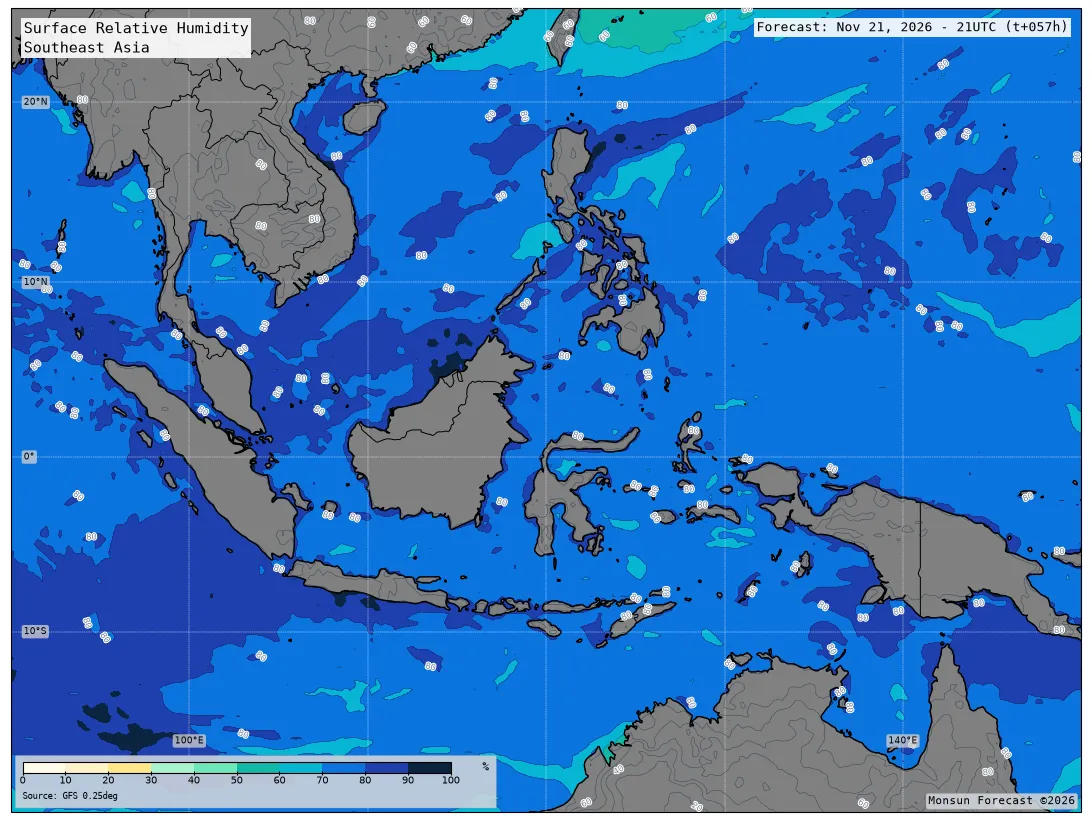 Surface Relative Humidity
Southeast Asia
Forecast: Nov 21, 2026 - 21UTC (t+057h)
20°N
10°N
0°
10°S
100°E
140°E
%
0 10 20 30 40 50 60 70 80 90 100
Source: GFS 0.25deg
Monsun Forecast ©2026